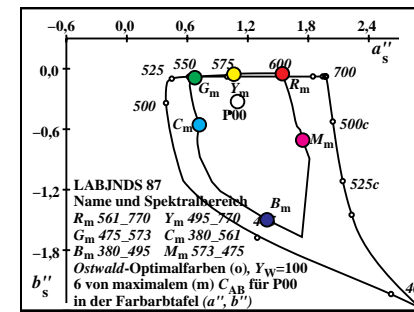 –0,6 0,0 0,6 1,2 1,8 2,4
a"s
525 550 575 600 700
0,0
Gm Ym Rm
500
P00
500c
Cm
–0,6
Mm
525c
LABJNDS 87
–1,2
Name und Spektralbereich
Bm
Rm 561_770 Ym 495_770
Gm 475_573 Cm 380_561
Bm 380_495 Mm 573_475
–1,8
Ostwald-Optimalfarben (o), YW=100
b"s
6 von maximalem (m) CAB für P00
in der Farbarbtafel (a", b")